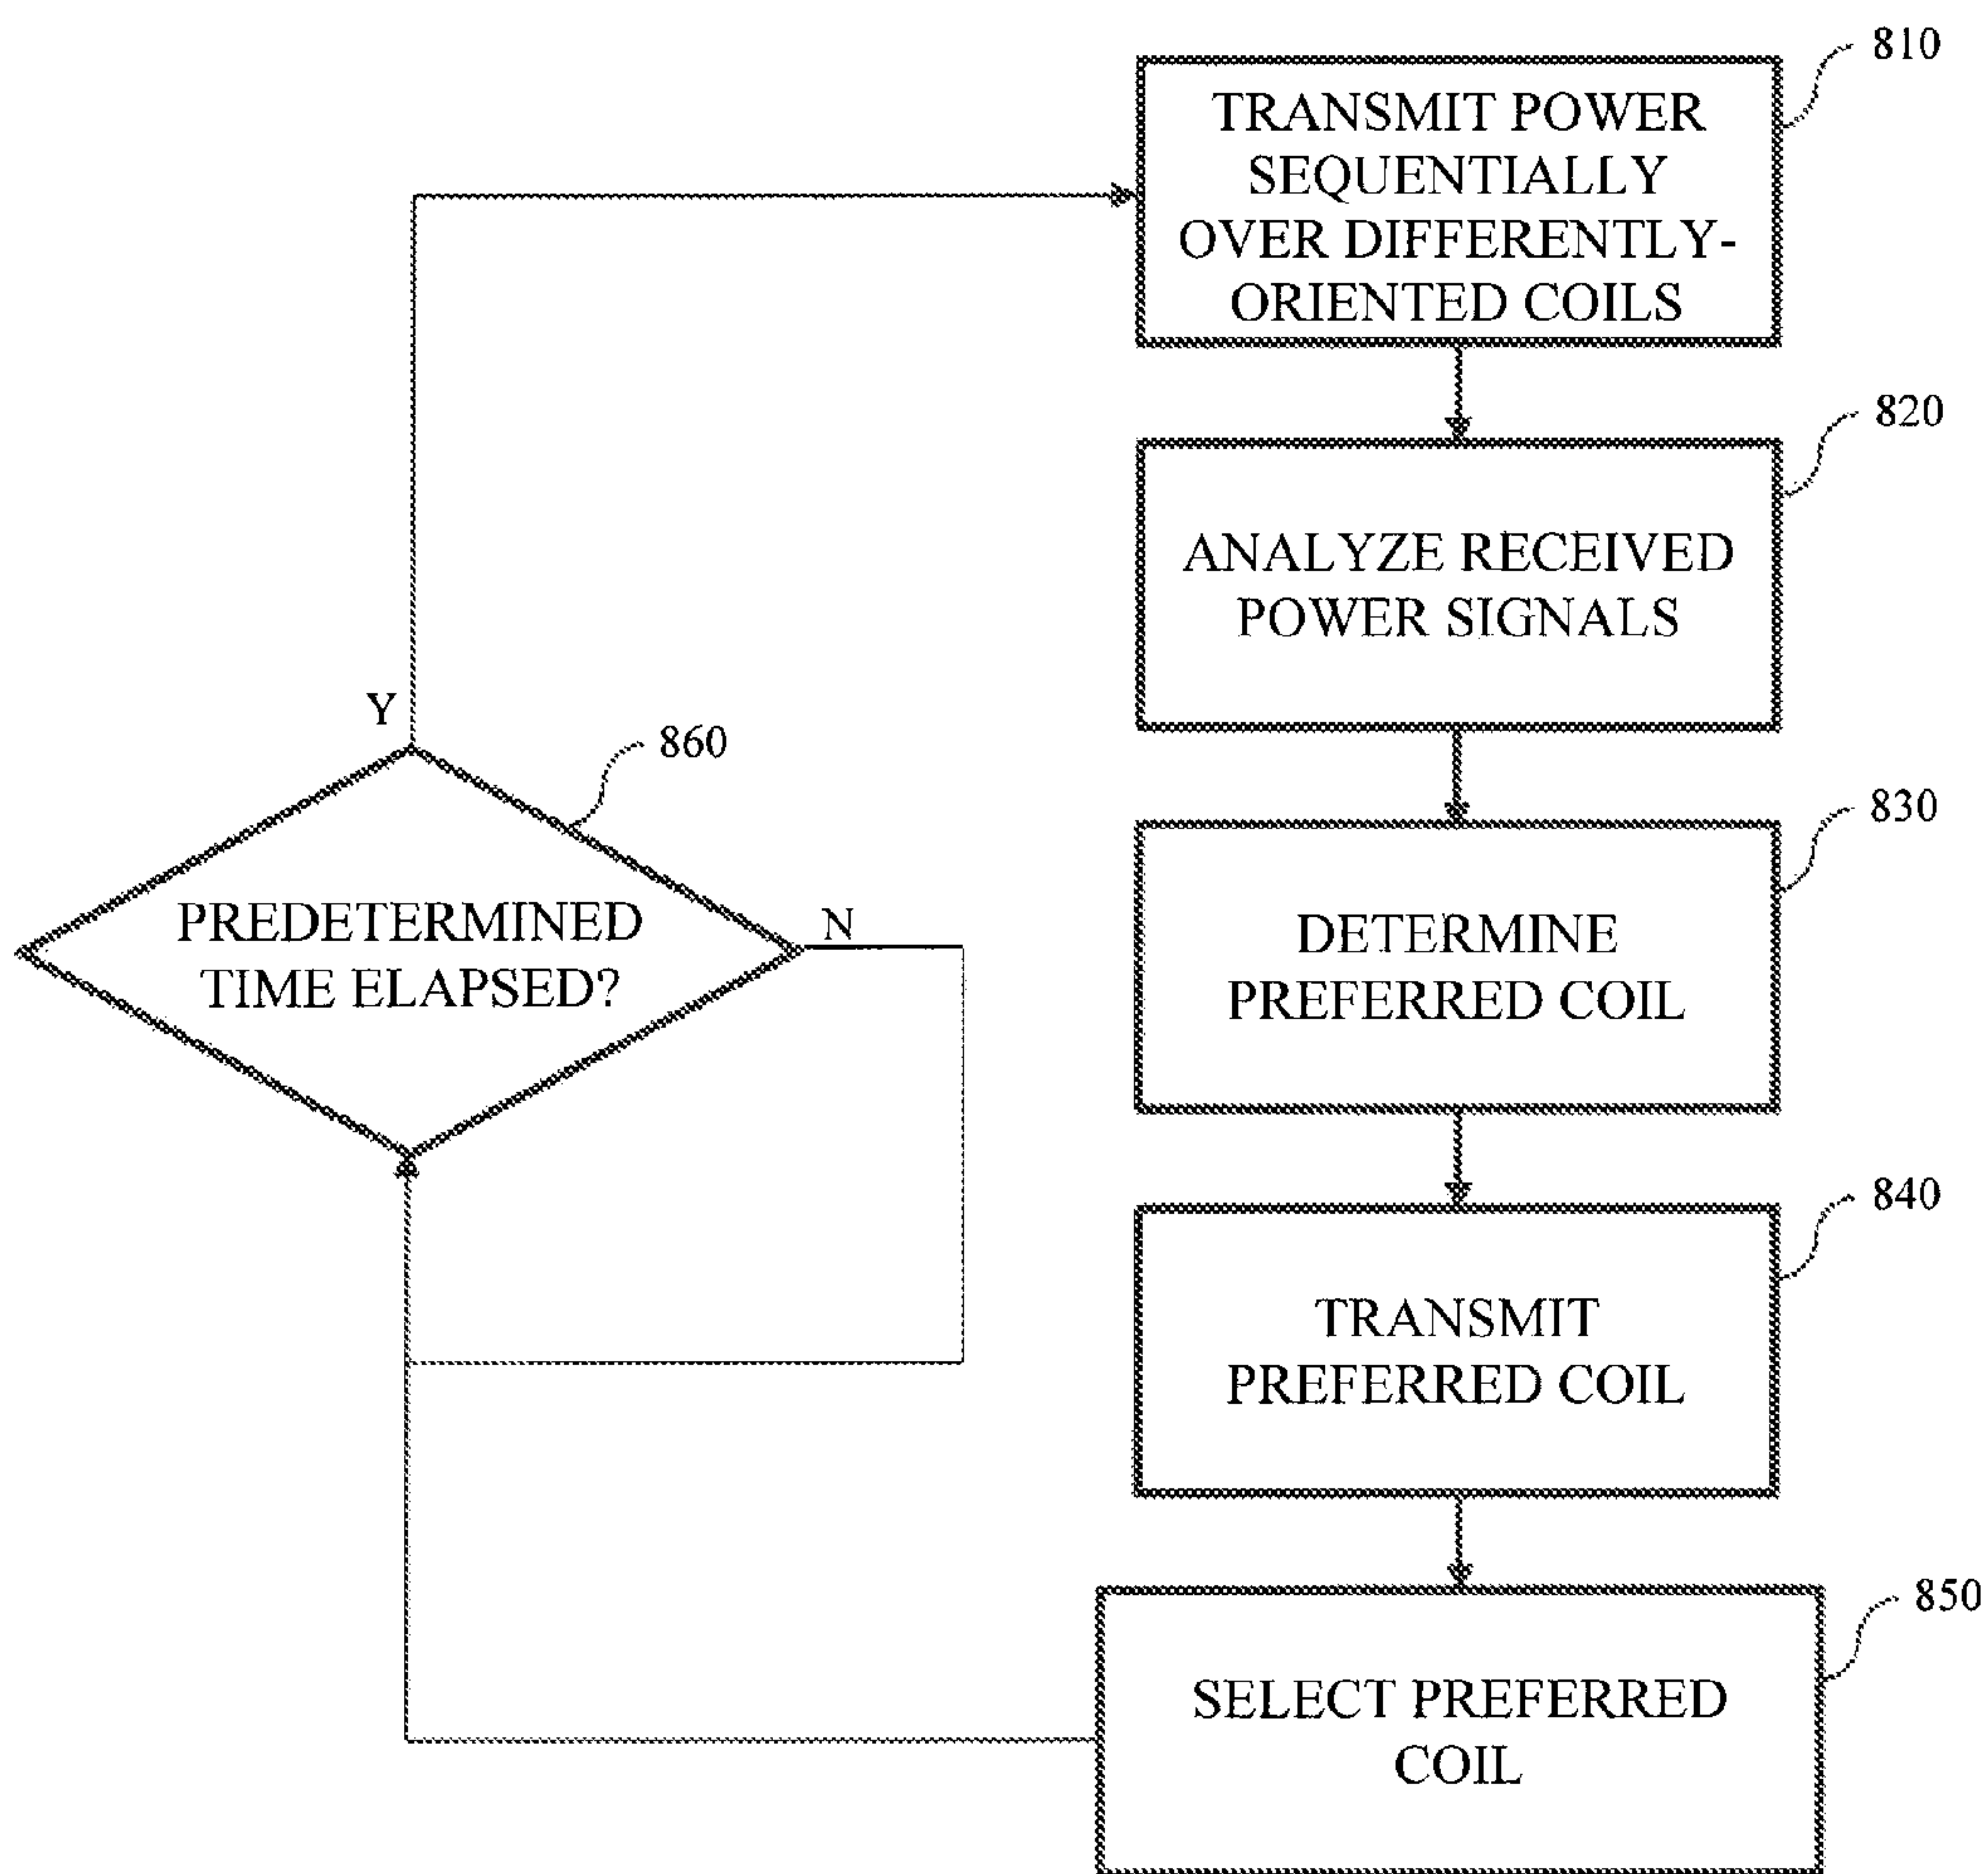 810
TRANSMIT POWER
SEQUENTIALLY
OVER DIFFERENTLY-
ORIENTED COILS
820
ANALYZE RECEIVED
POWER SIGNALS
Y
860
830
PREDETERMINED
TIME ELAPSED?
N
DETERMINE
PREFERRED COIL
840
TRANSMIT
PREFERRED COIL
850
SELECT PREFERRED
COIL